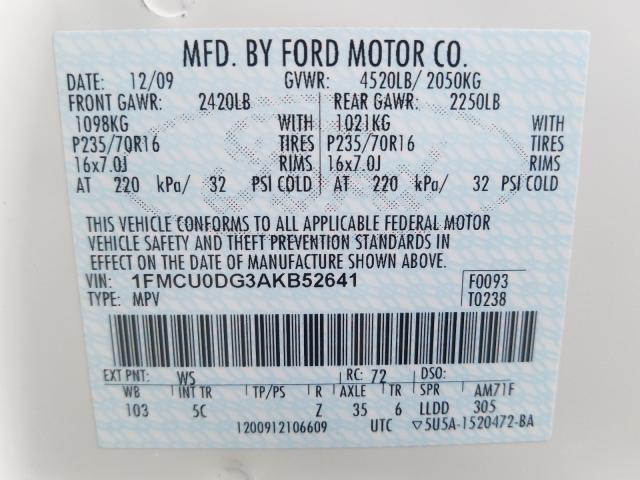 MFD. BY FORD MOTOR CO.
DATE: 12/09 GVWR: 4520LB/ 2050KG
FRONT GAWR: 2420LB REAR GAWR: 2250LB
1098KG WITH 1021KG WITH
P235/70R16 TIRES P235/70R16 TIRES
16x7.0J RIMS 16x7.0J RIMS
AT 220 kPa/ 32 PSI COLD AT 220 kPa/ 32 PSI COLD
THIS VEHICLE CONFORMS TO ALL APPLICABLE FEDERAL MOTOR
VEHICLE SAFETY AND THEFT PREVENTION STANDARDS IN
EFFECT ON THE DATE OF MANUFACTURE SHOWN ABOVE.
VIN: 1FMCU0DG3AKB52641 F0093
TYPE: MPV T0238
EXT PNT: WS RC: 72 DSO:
WB INT TR TP/PS R AXLE TR SPR AM71F
103 5C Z 35 6 LLDD 305
1200912106609 UTC ▽5U5A-1520472-BA